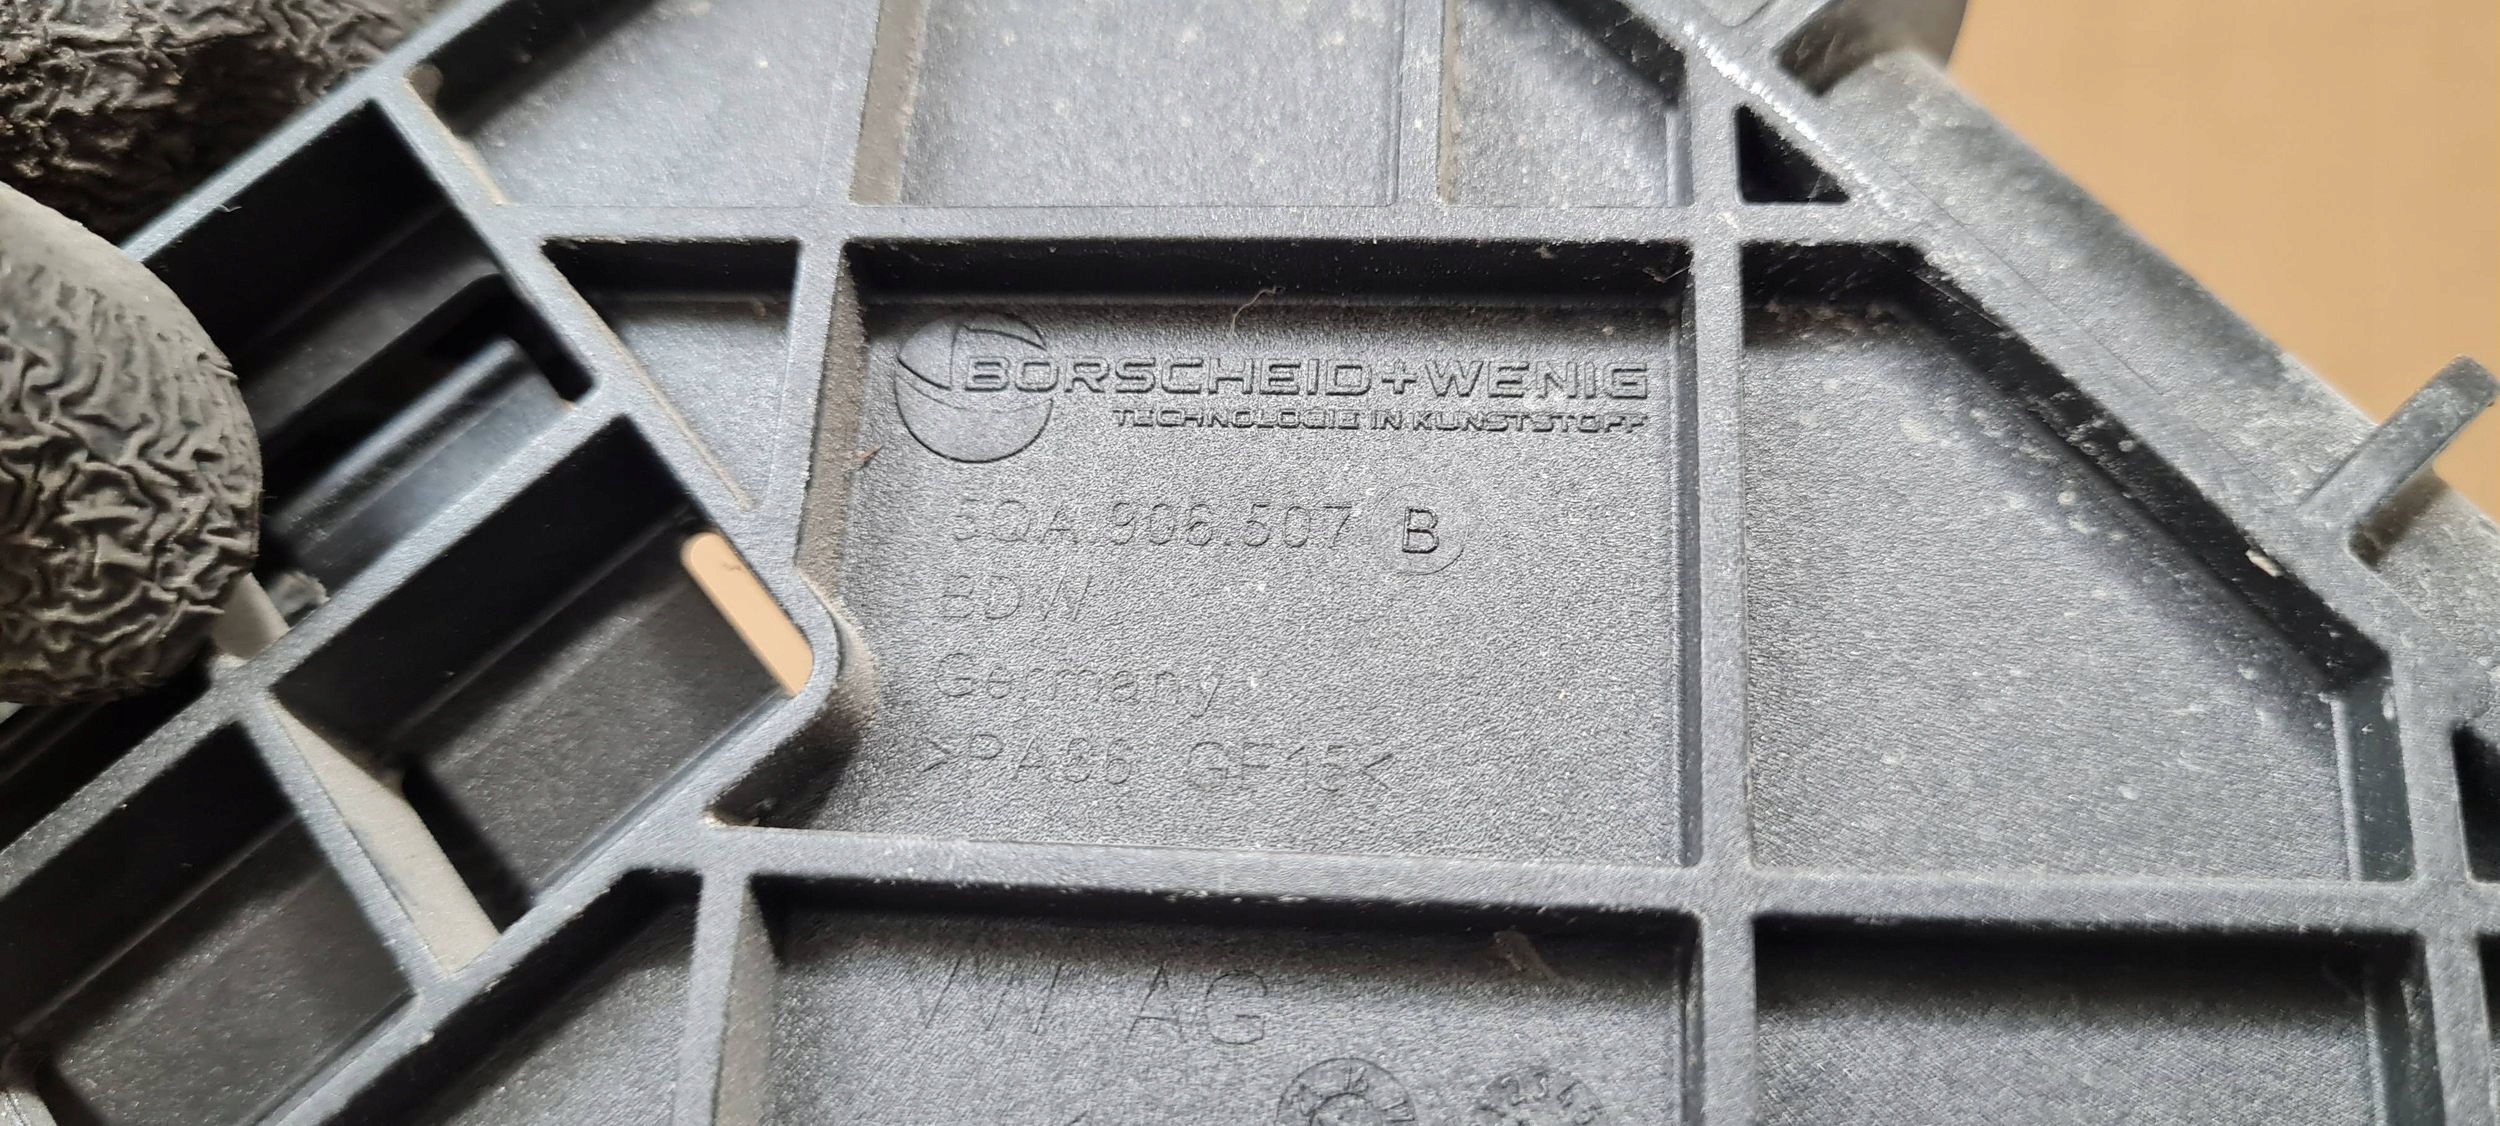 BORSCHEID+WENIG
TECHNOLOGIE IN KUNSTSTOFF
5QA.906.507 B
BDW
Germany
>PA66 GF15<
VW AG